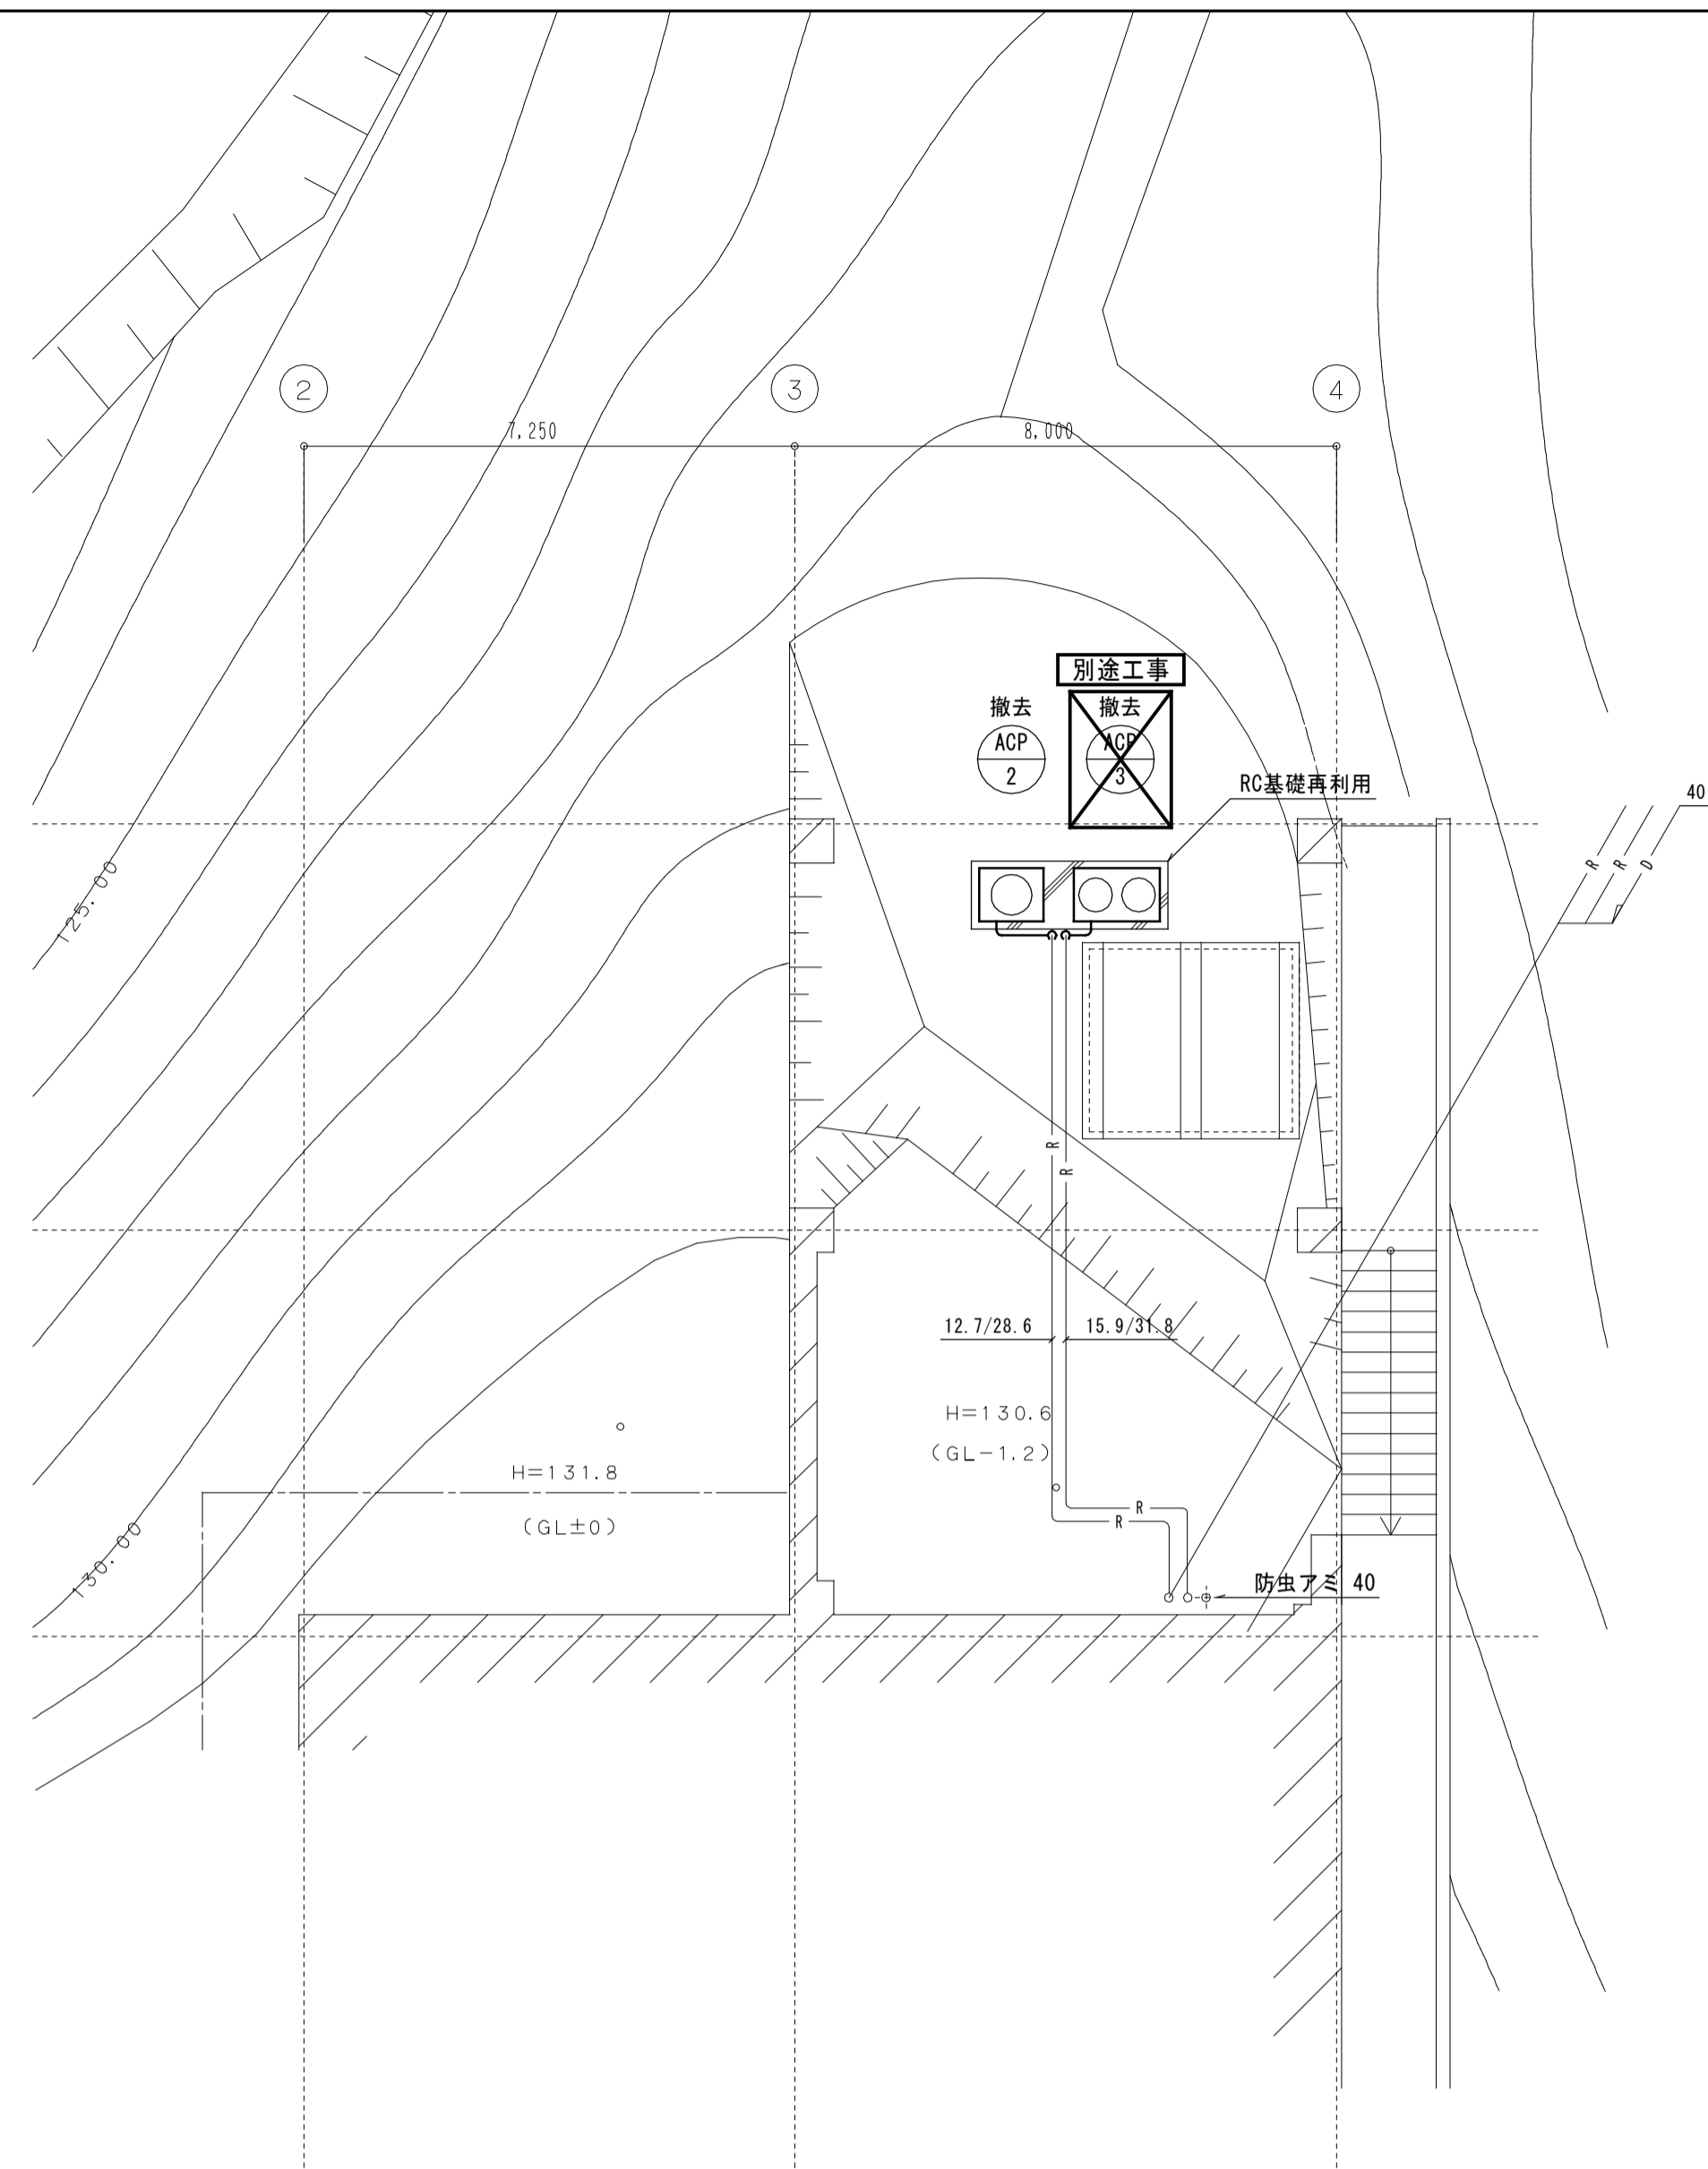 2
3
4
7,250
8,000
別途工事
撤去
撤去
ACP
2
ACP
3
RC基礎再利用
40
R
R
D
125.00
R
R
12.7/28.6
15.9/31.8
H=130.6
(GL-1.2)
H=131.8
(GL±0)
R
R
130.00
防虫アミ 40